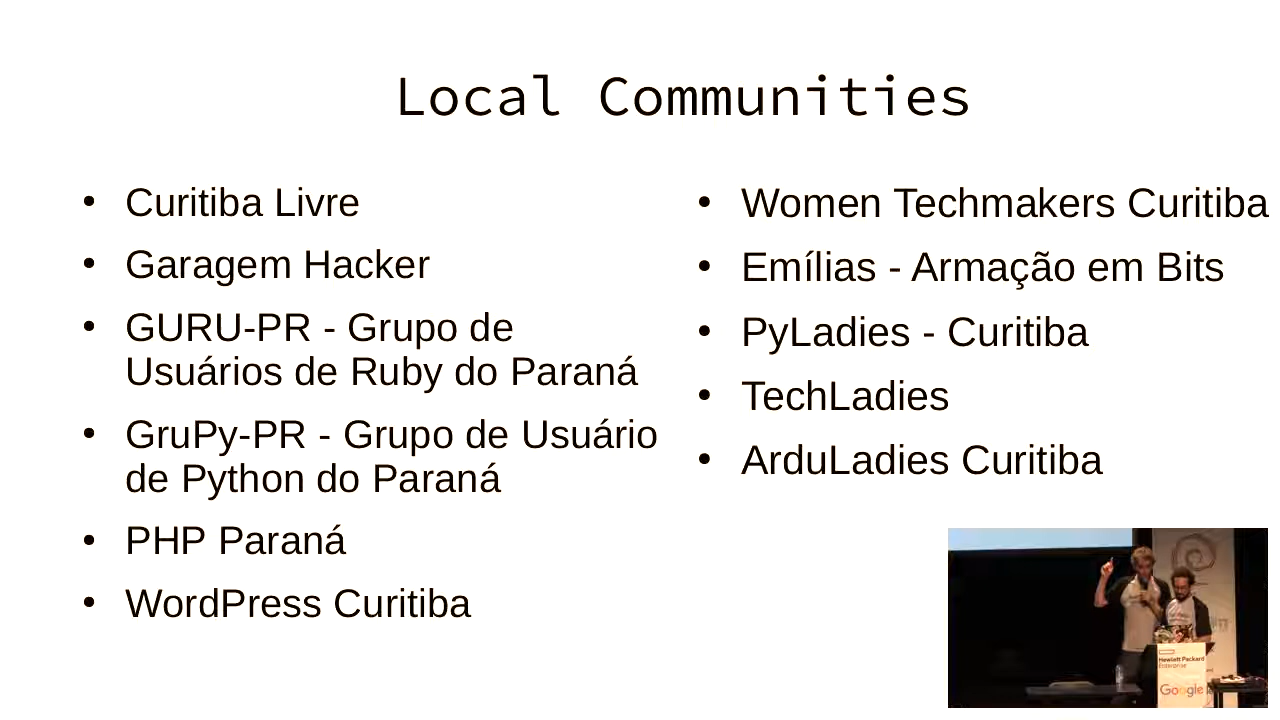 Local Communities
• Curitiba Livre
• Garagem Hacker
• GURU-PR - Grupo de
Usuários de Ruby do Paraná
• GruPy-PR - Grupo de Usuário
de Python do Paraná
• PHP Paraná
• WordPress Curitiba
• Women Techmakers Curitiba
• Emílias - Armação em Bits
• PyLadies - Curitiba
• TechLadies
• ArduLadies Curitiba
Hewlett Packard
Enterprise
Google